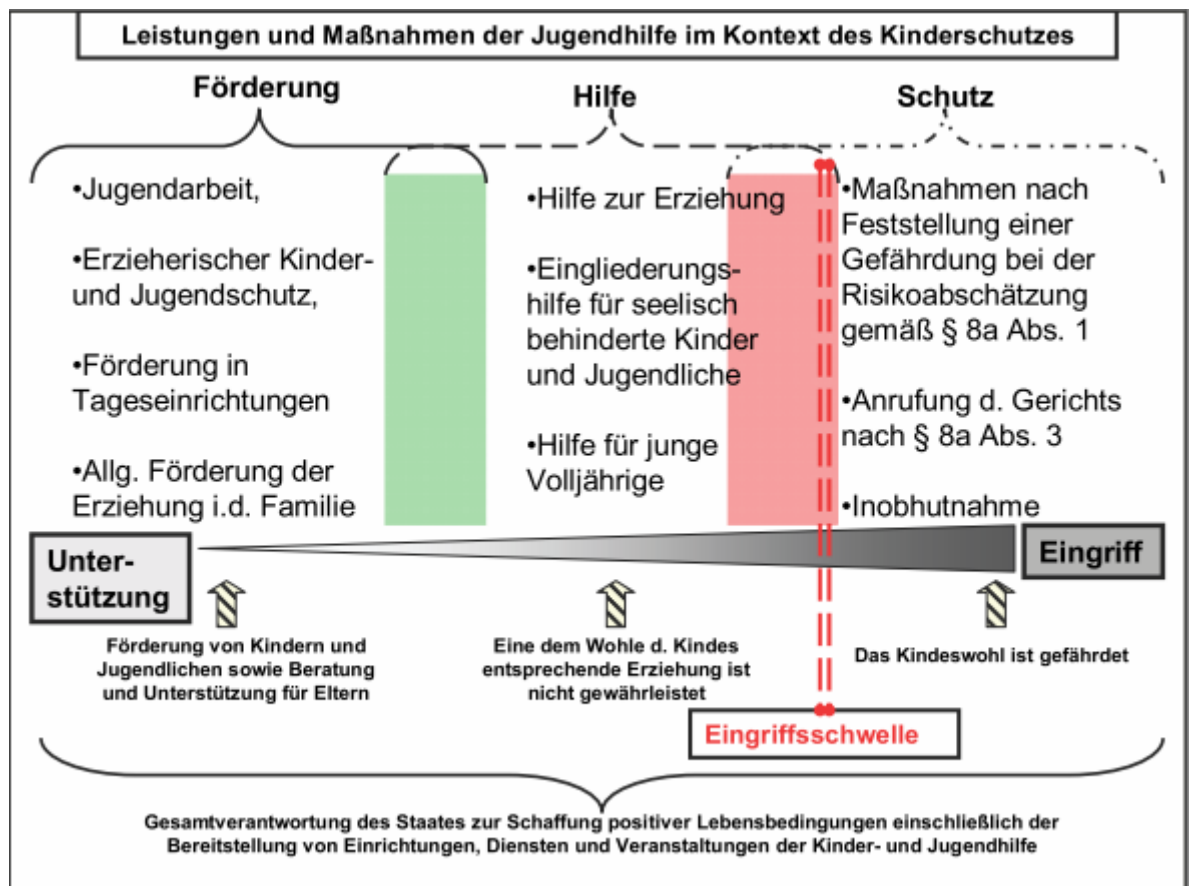 Leistungen und Maßnahmen der Jugendhilfe im Kontext des Kinderschutzes
Förderung
•Jugendarbeit,
•Erzieherischer Kinder-
und Jugendschutz,
•Förderung in
Tageseinrichtungen
•Allg. Förderung der
Erziehung i.d. Familie
Hilfe
•Hilfe zur Erziehung
•Eingliederungs-
hilfe für seelisch
behinderte Kinder
und Jugendliche
•Hilfe für junge
Volljährige
Schutz
•Maßnahmen nach
Feststellung einer
Gefährdung bei der
Risikoabschätzung
gemäß § 8a Abs. 1
•Anrufung d. Gerichts
nach § 8a Abs. 3
•Inobhutnahme
Unter-
stützung
Eingriff
Förderung von Kindern und
Jugendlichen sowie Beratung
und Unterstützung für Eltern
Eine dem Wohle d. Kindes
entsprechende Erziehung ist
nicht gewährleistet
Das Kindeswohl ist gefährdet
Eingriffsschwelle
Gesamtverantwortung des Staates zur Schaffung positiver Lebensbedingungen einschließlich der
Bereitstellung von Einrichtungen, Diensten und Veranstaltungen der Kinder- und Jugendhilfe